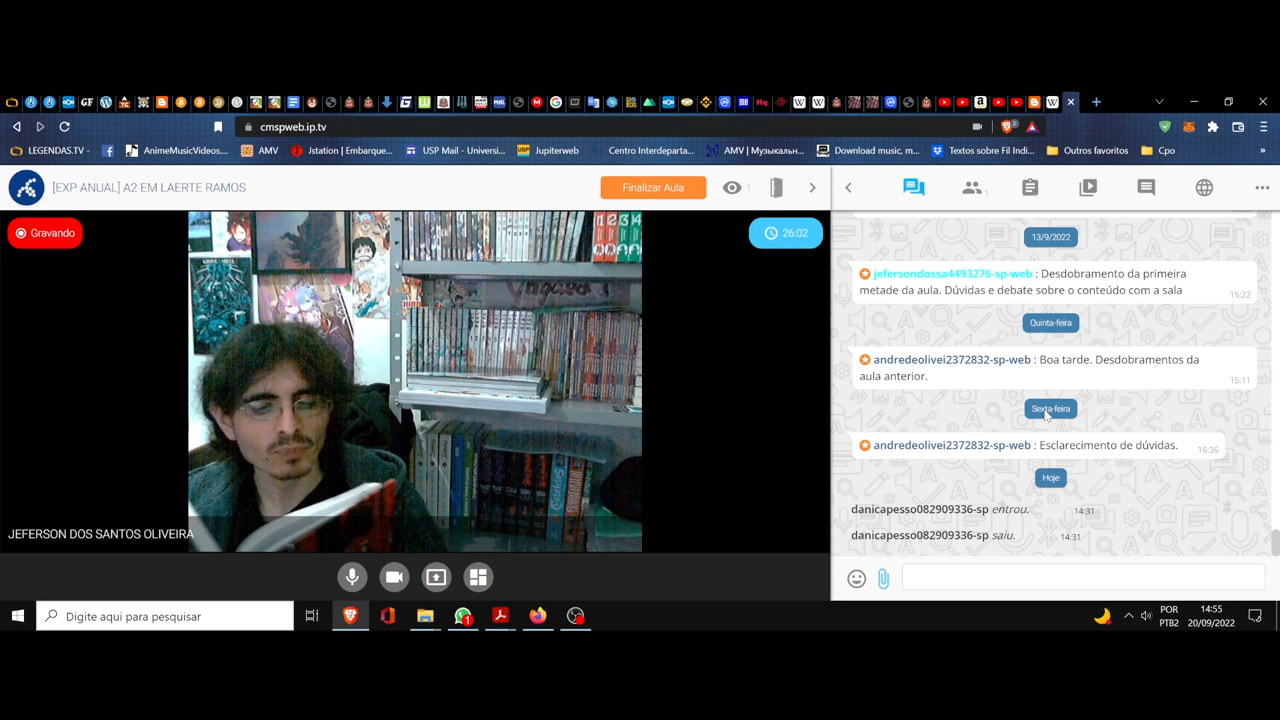 cmspweb.ip.tv
2
LEGENDAS.TV -
AnimeMusicVideos...
AMV
Jstation | Embarque...
USP Mail - Universi...
Jupiterweb
Centro Interdeparta...
AMV | Музыкальн...
Download music, m...
Textos sobre Fil Indi...
Outros favoritos
Cpo
»
[EXP ANUAL] A2 EM LAERTE RAMOS
Finalizar Aula
1
1
Gravando
26:02
JEFERSON DOS SANTOS OLIVEIRA
13/9/2022
jefersondossa4493276-sp-web : Desdobramento da primeira
metade da aula. Dúvidas e debate sobre o conteúdo com a sala
15:22
Quinta-feira
andredeolivei2372832-sp-web : Boa tarde. Desdobramentos da
aula anterior.
15:11
Sexta-feira
andredeolivei2372832-sp-web : Esclarecimento de dúvidas.
16:36
Hoje
danicapesso082909336-sp entrou. 14:31
danicapesso082909336-sp saiu. 14:31
Digite aqui para pesquisar
1
POR
PTB2
14:55
20/09/2022